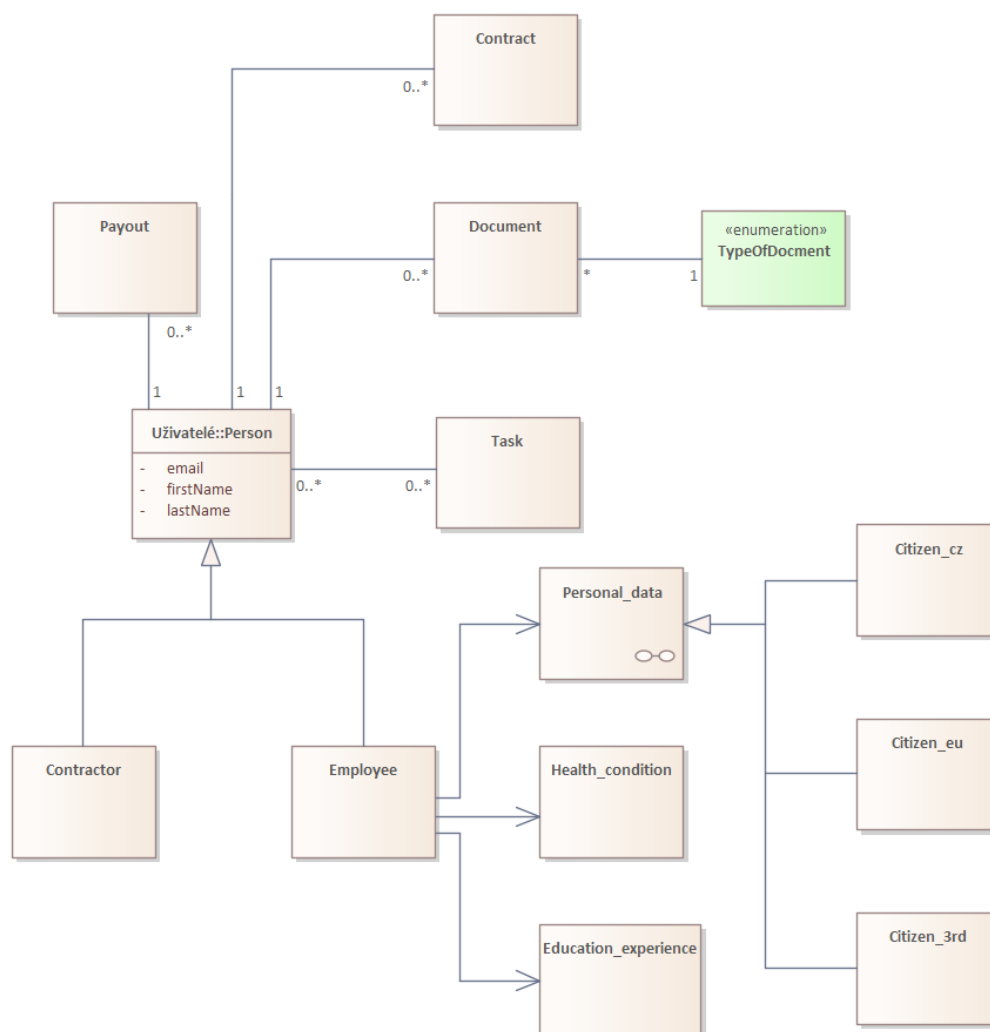 Contract
0..*
Payout
Document
«enumeration»
TypeOfDocment
0..*
*
1
0..*
1
1
1
Uživatelé::Person
- email
- firstName
- lastName
Task
0..*
0..*
Citizen_cz
Personal_data
Citizen_eu
Contractor
Employee
Health_condition
Citizen_3rd
Education_experience